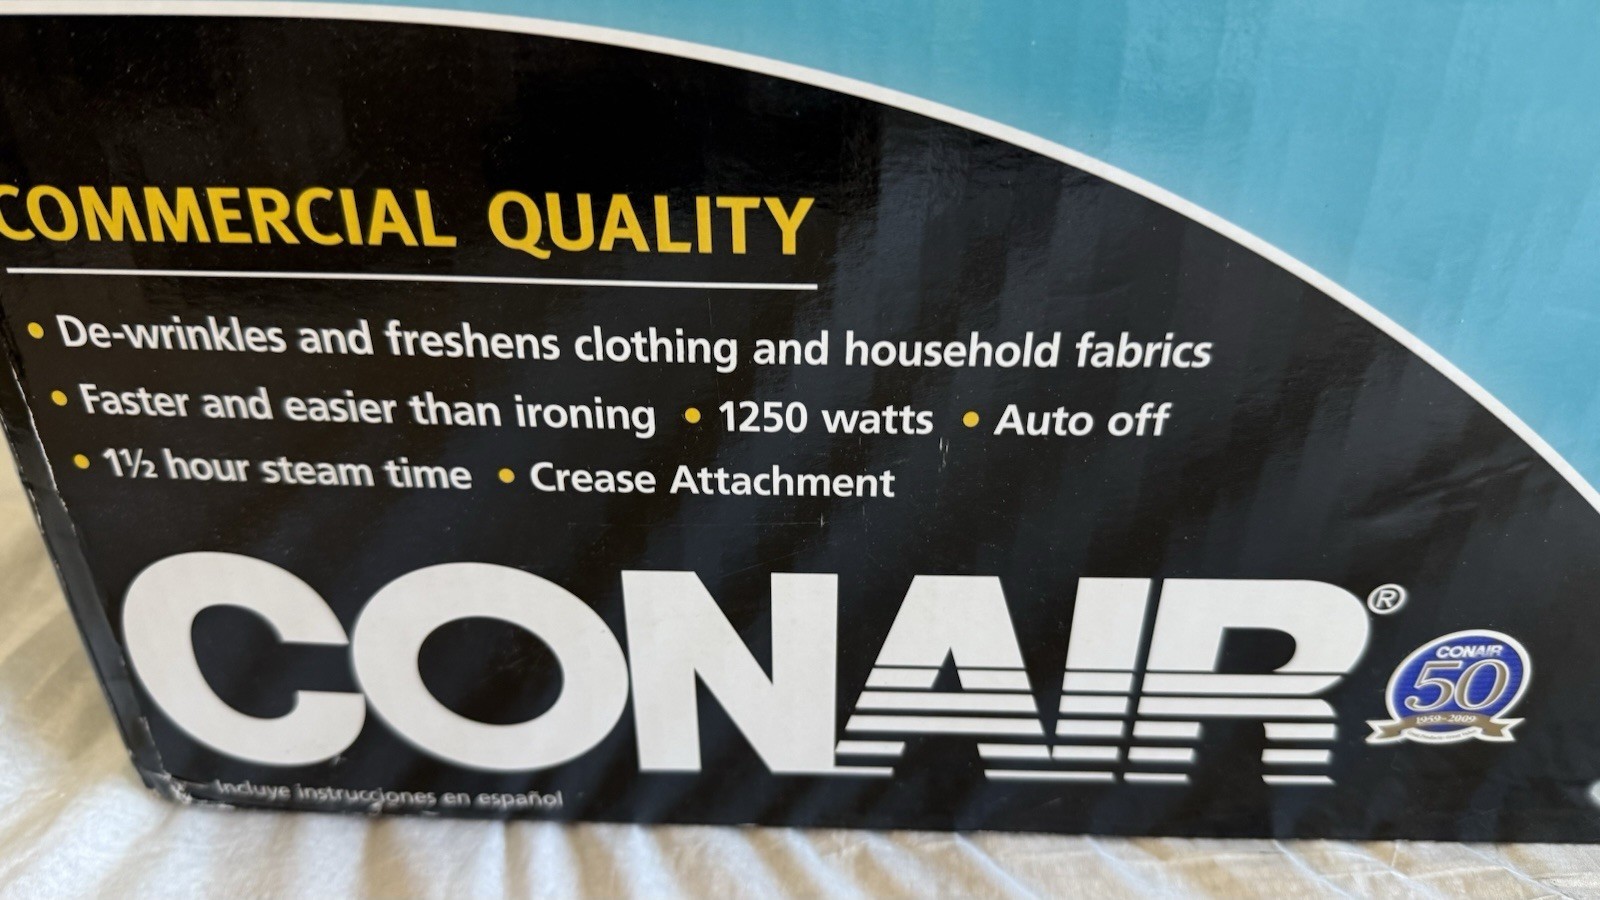 COMMERCIAL QUALITY
• De-wrinkles and freshens clothing and household fabrics
• Faster and easier than ironing • 1250 watts • Auto off
• 1½ hour steam time • Crease Attachment
CONAIR®
CONAIR
50
1959-2009
Incluye instrucciones en español